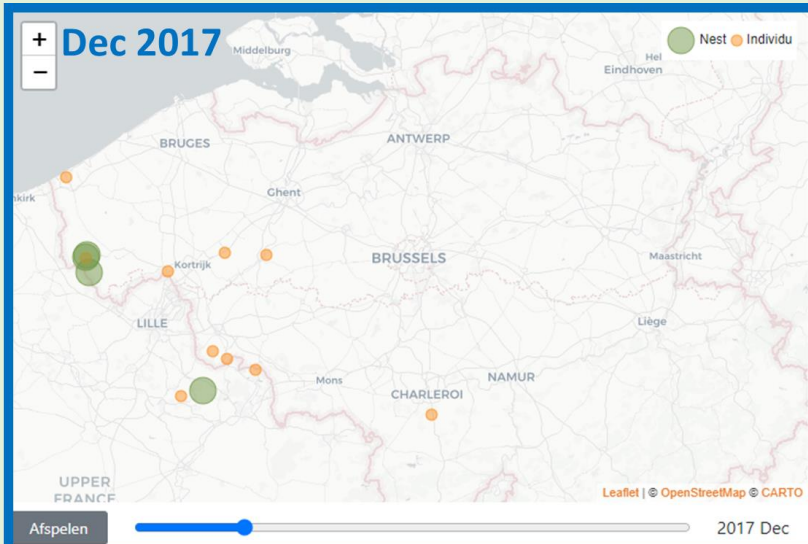 +
−
Dec 2017
Nest Individu
Middelburg
Hel
Eindhoven
BRUGES
ANTWERP
nkirk
Ghent
BRUSSELS
Maastricht
Kortrijk
LILLE
Liège
Mons
NAMUR
CHARLEROI
UPPER
FRANCE
Leaflet | © OpenStreetMap © CARTO
Afspelen
2017 Dec